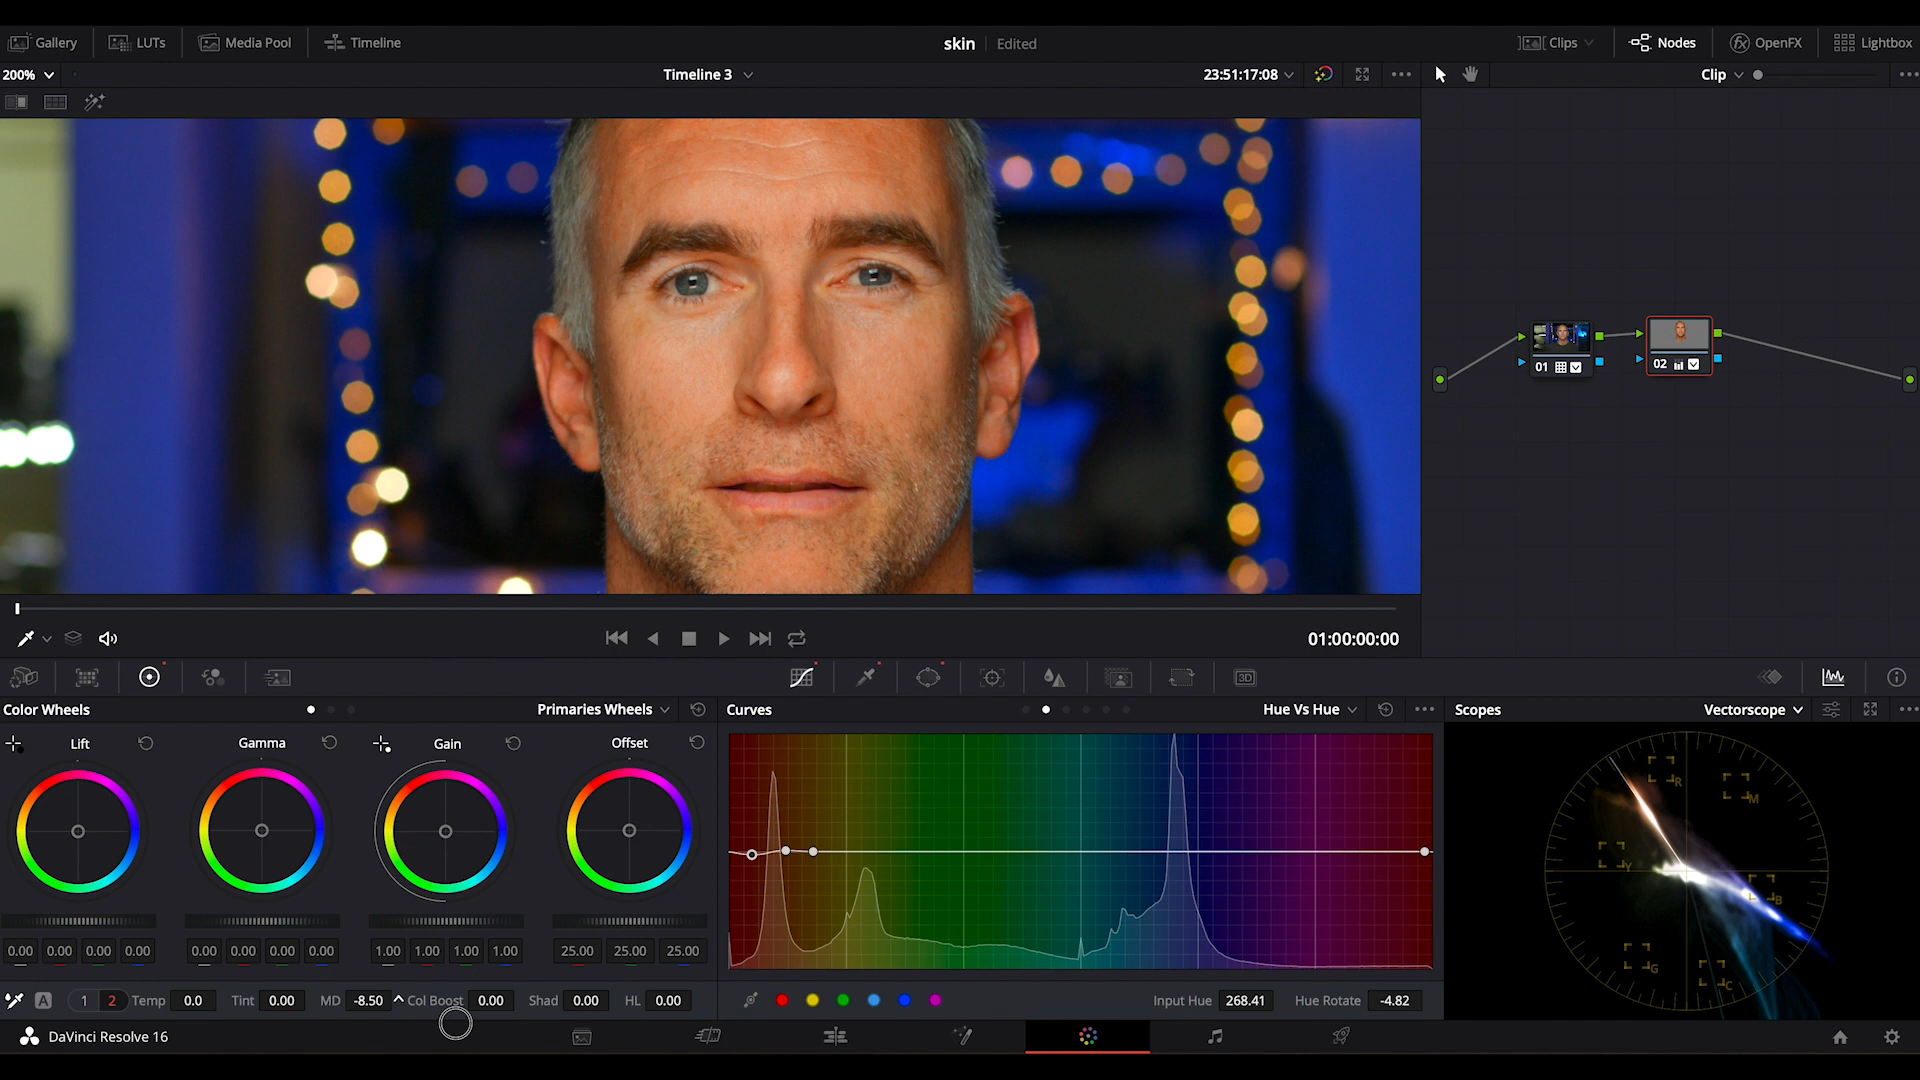 Gallery LUTs Media Pool Timeline skin Edited Clips Nodes OpenFX Lightbox
200% Timeline 3 23:51:17:08 Clip
01 02
01:00:00:00
3D
Color Wheels Primaries Wheels Curves Hue Vs Hue Scopes Vectorscope
Lift Gamma Gain Offset
R
M
Y
B
G
C
0.00 0.00 0.00 0.00 0.00 0.00 0.00 0.00 1.00 1.00 1.00 1.00 25.00 25.00 25.00
A 1 2 Temp 0.0 Tint 0.00 MD -8.50 Col Boost 0.00 Shad 0.00 HL 0.00 Input Hue 268.41 Hue Rotate -4.82
DaVinci Resolve 16